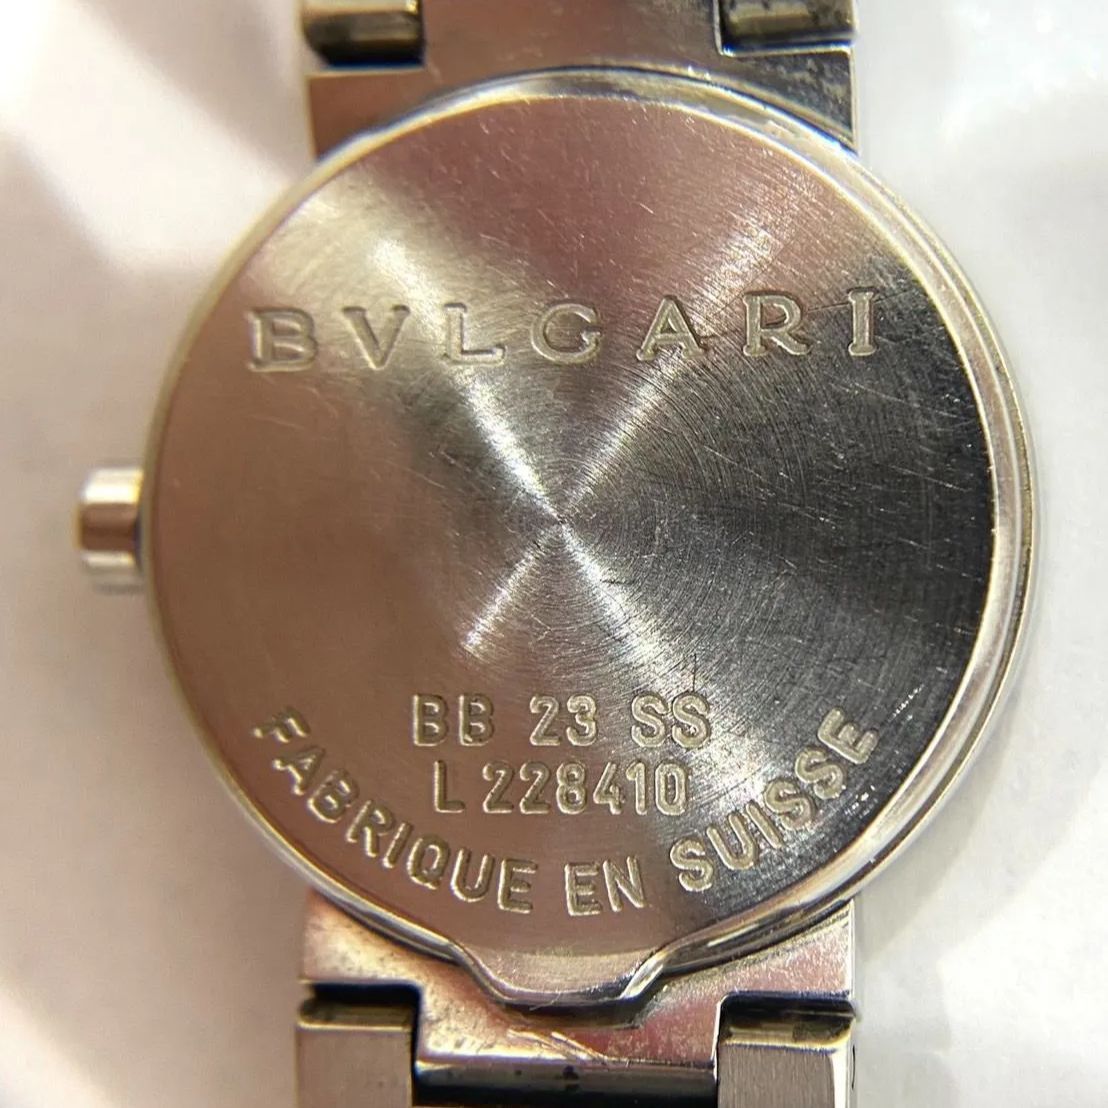 BVLGARI
BB 23 SS
L 228410
FABRIQUE EN SUISSE